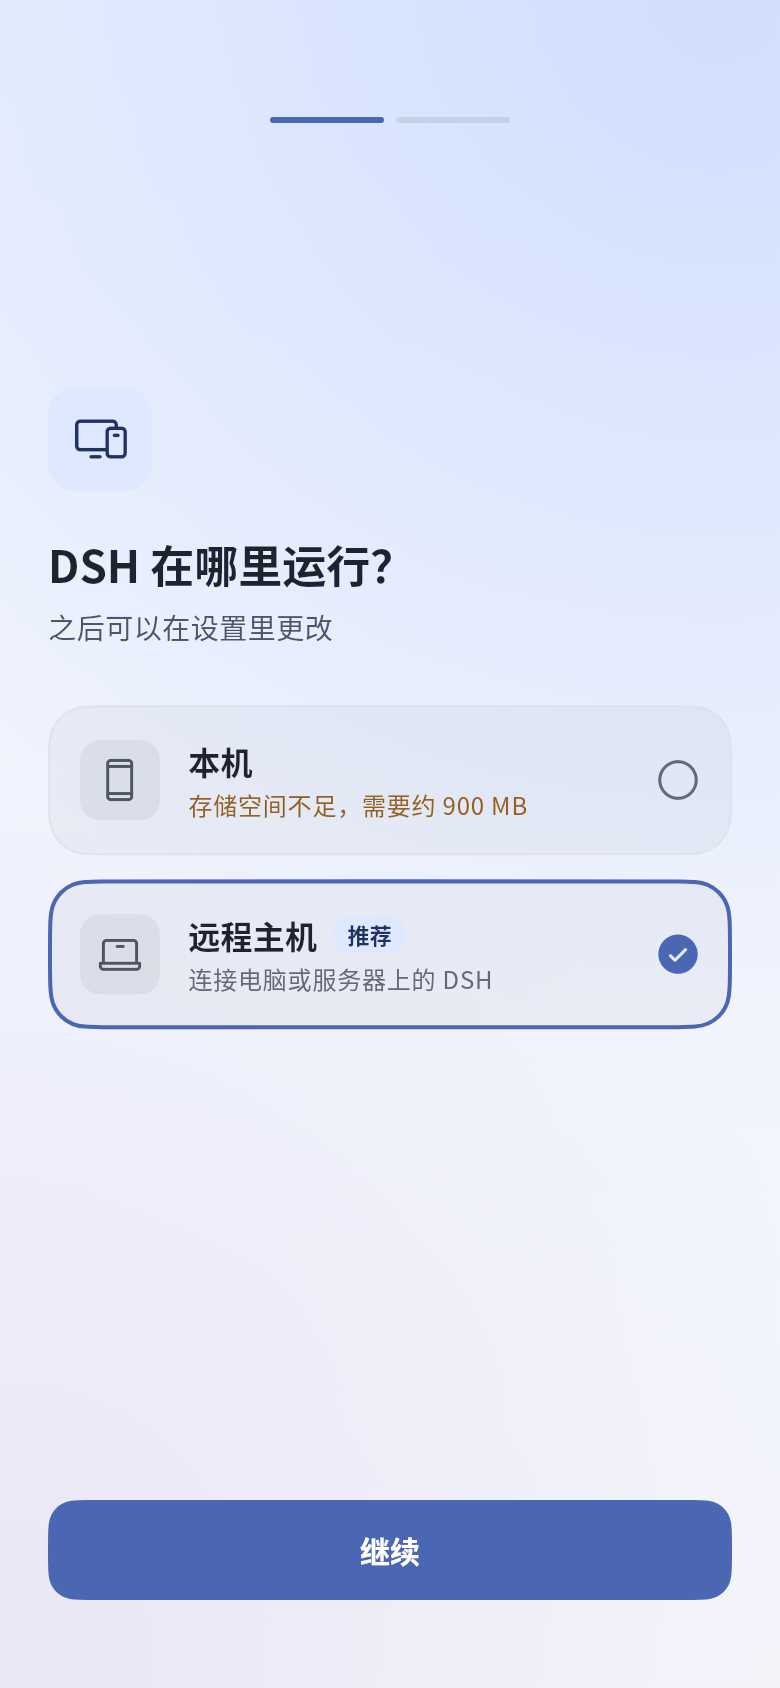 DSH 在哪里运行？
之后可以在设置里更改
本机
存储空间不足，需要约 900 MB
远程主机 推荐
连接电脑或服务器上的 DSH
继续